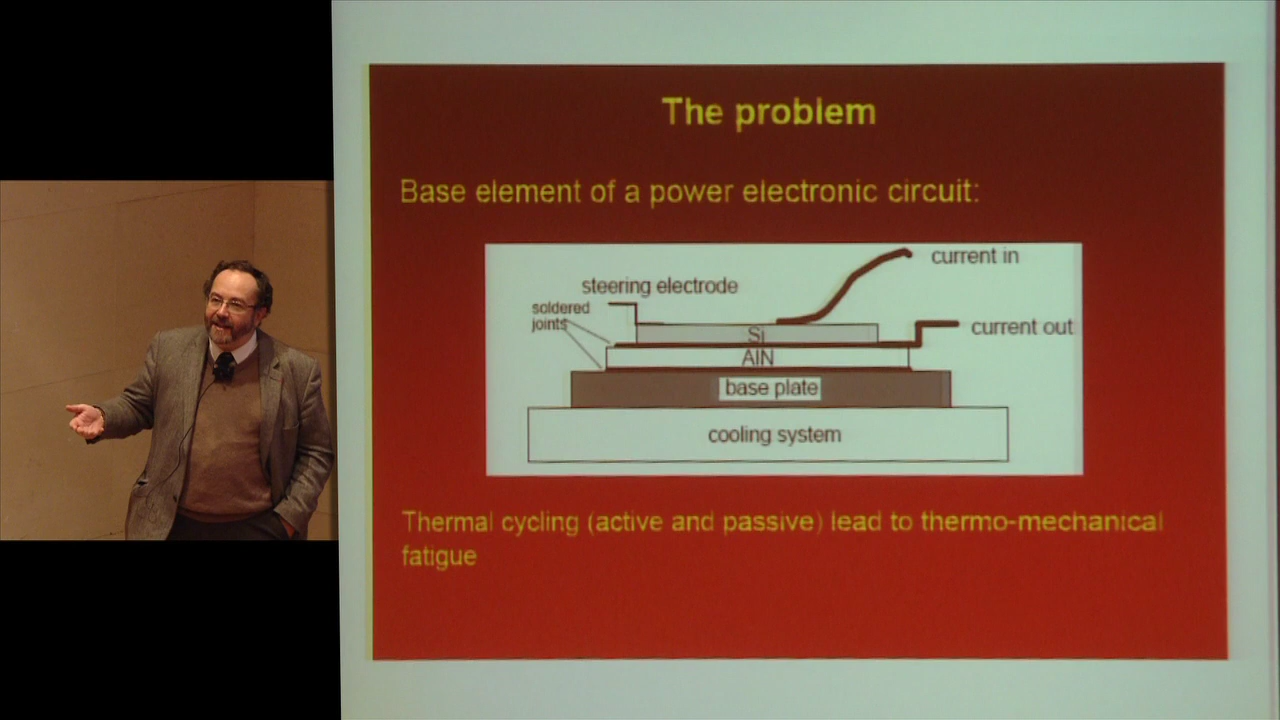 The problem
Base element of a power electronic circuit:
current in
steering electrode
soldered
joints
current out
Si
AlN
base plate
cooling system
Thermal cycling (active and passive) lead to thermo-mechanical
fatigue